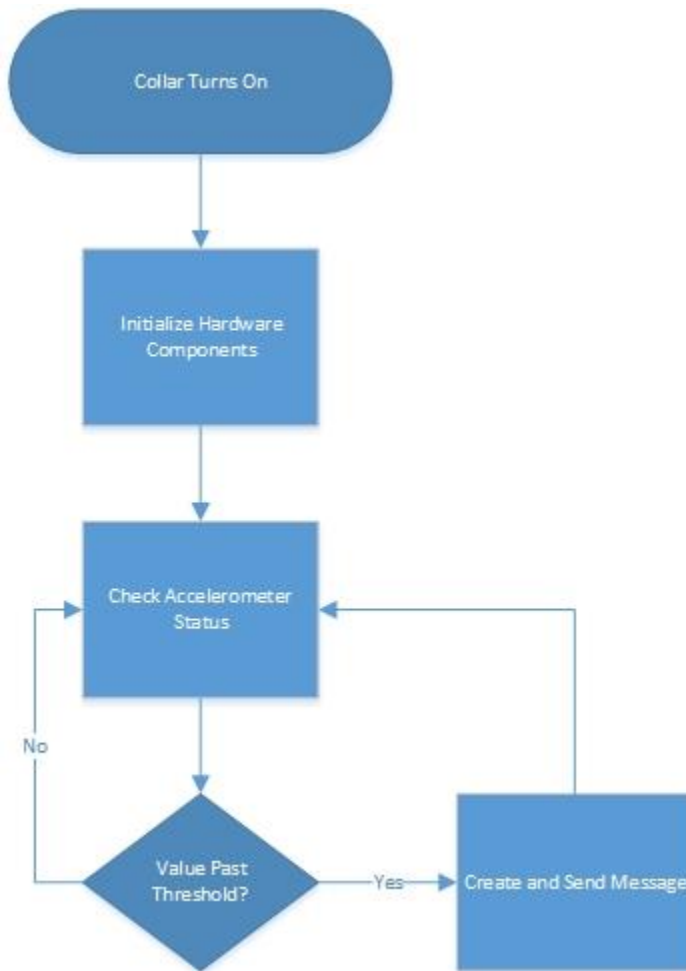 Collar Turns On
Initialize Hardware
Components
Check Accelerometer
Status
No
Value Past
Threshold?
Yes
Create and Send Message